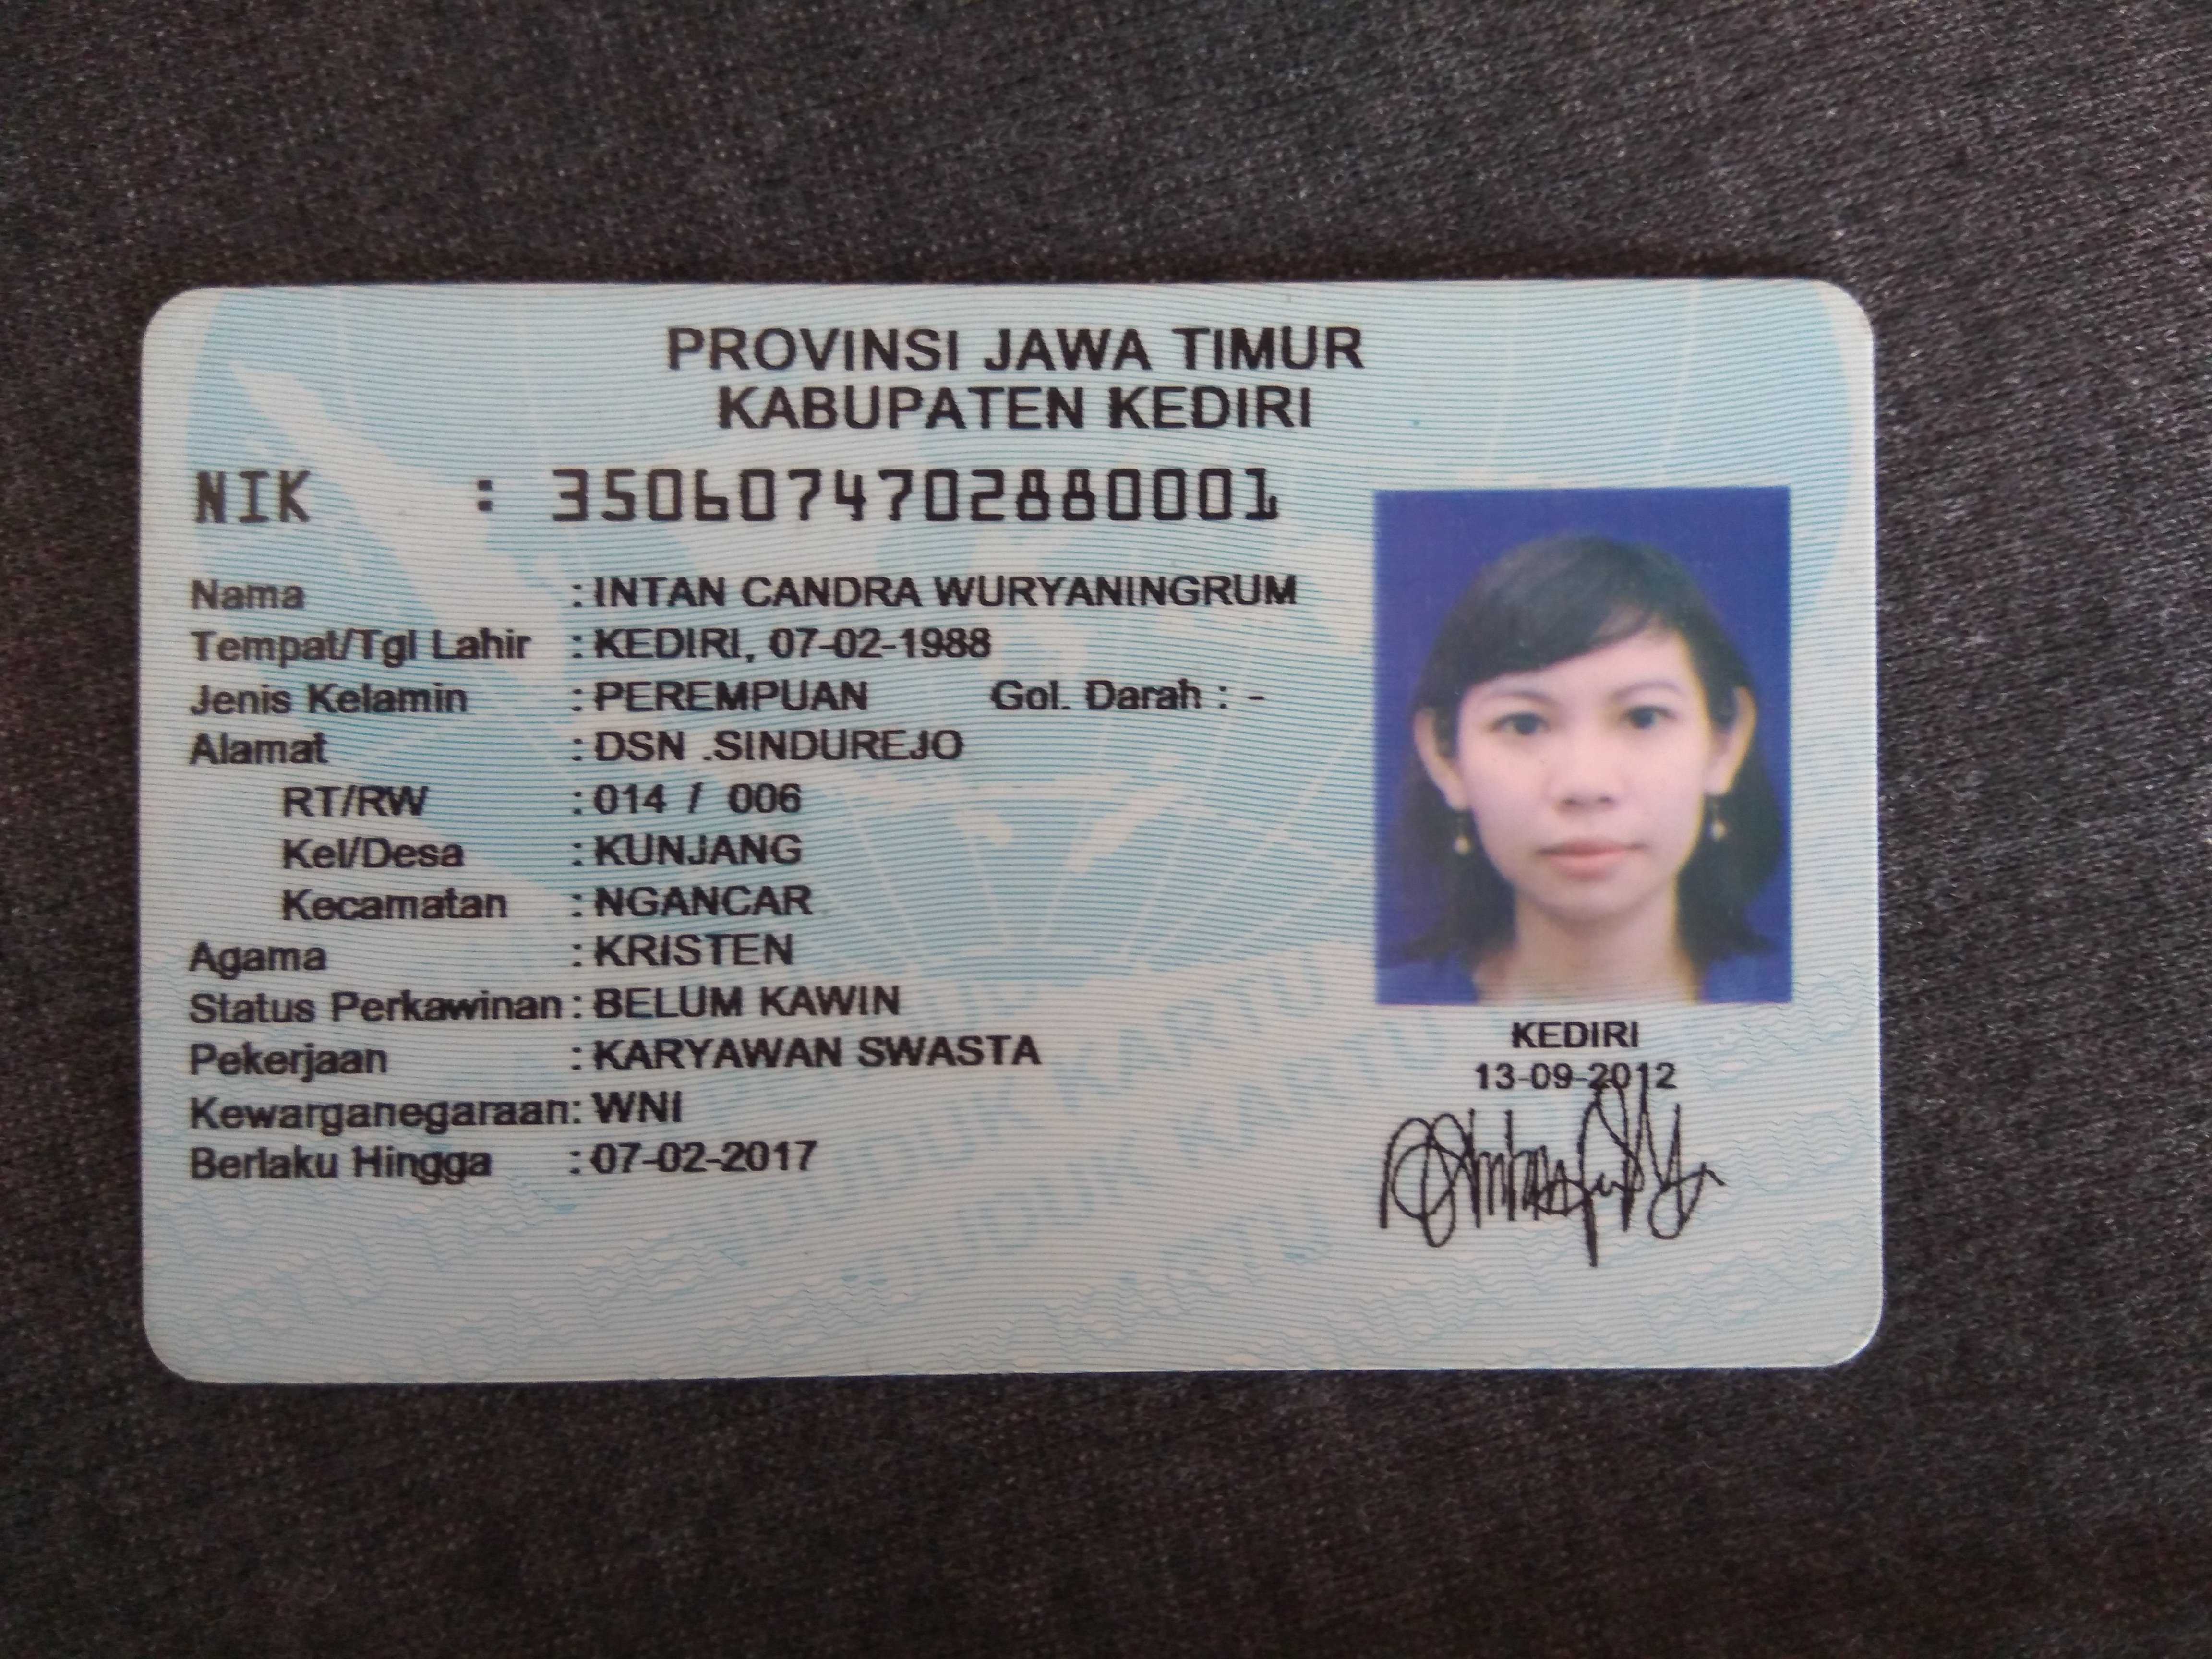 PROVINSI JAWA TIMUR
KABUPATEN KEDIRI
NIK : 3506074702880001
Nama : INTAN CANDRA WURYANINGRUM
Tempat/Tgl Lahir : KEDIRI, 07-02-1988
Jenis Kelamin : PEREMPUAN Gol. Darah : -
Alamat : DSN .SINDUREJO
RT/RW : 014 / 006
Kel/Desa : KUNJANG
Kecamatan : NGANCAR
Agama : KRISTEN
Status Perkawinan : BELUM KAWIN
Pekerjaan : KARYAWAN SWASTA
Kewarganegaraan: WNI
Berlaku Hingga : 07-02-2017
KEDIRI
13-09-2012